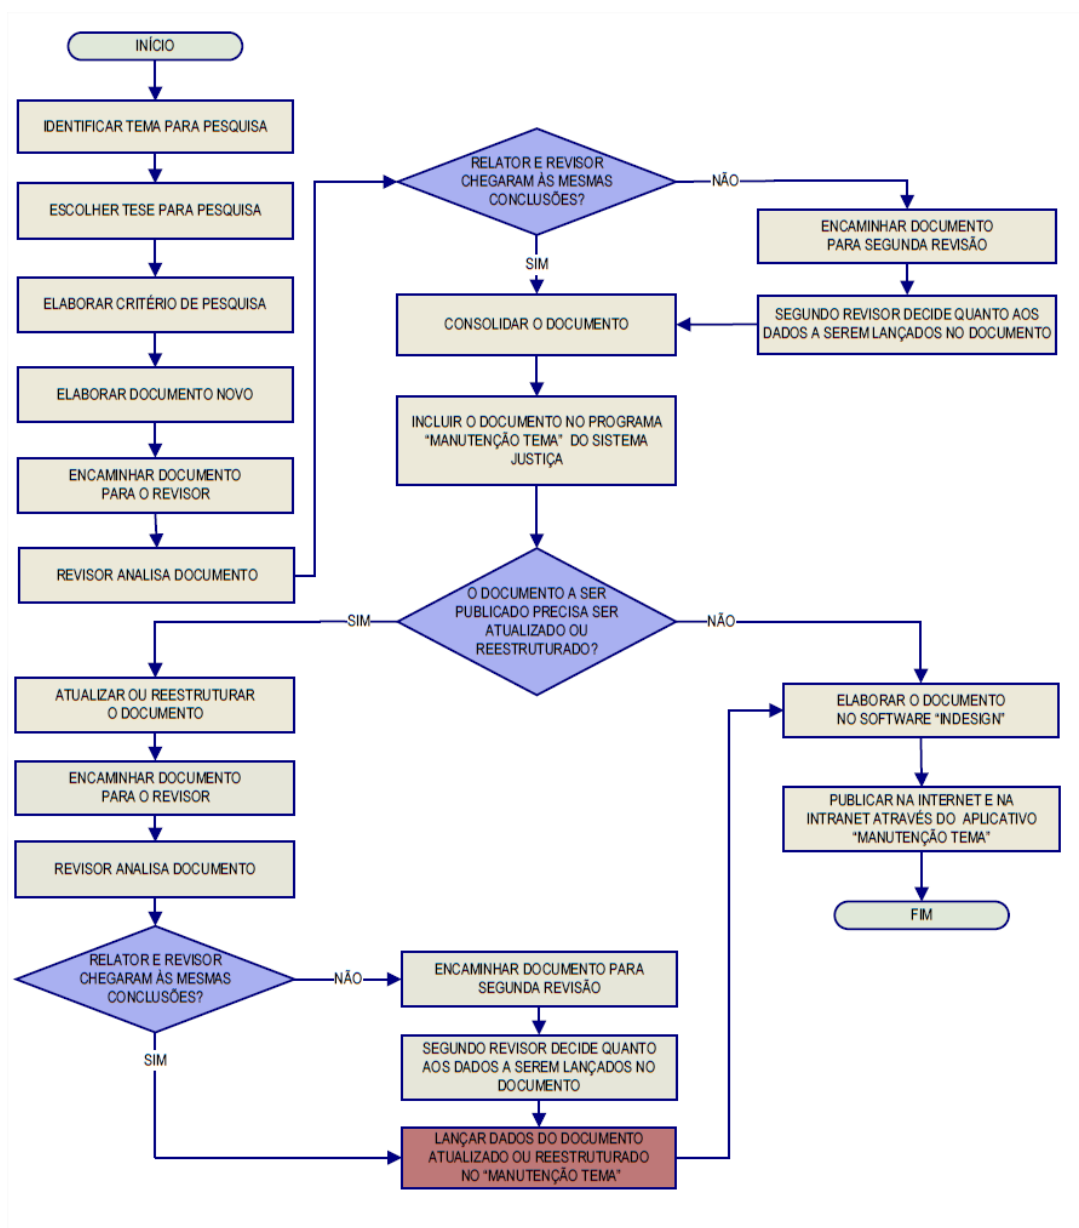 INÍCIO
IDENTIFICAR TEMA PARA PESQUISA
ESCOLHER TESE PARA PESQUISA
ELABORAR CRITÉRIO DE PESQUISA
ELABORAR DOCUMENTO NOVO
ENCAMINHAR DOCUMENTO
PARA O REVISOR
REVISOR ANALISA DOCUMENTO
RELATOR E REVISOR
CHEGARAM ÀS MESMAS
CONCLUSÕES?
NÃO
ENCAMINHAR DOCUMENTO
PARA SEGUNDA REVISÃO
SEGUNDO REVISOR DECIDE QUANTO AOS
DADOS A SEREM LANÇADOS NO DOCUMENTO
SIM
CONSOLIDAR O DOCUMENTO
INCLUIR O DOCUMENTO NO PROGRAMA
“MANUTENÇÃO TEMA” DO SISTEMA
JUSTIÇA
O DOCUMENTO A SER
PUBLICADO PRECISA SER
ATUALIZADO OU
REESTRUTURADO?
SIM
NÃO
ATUALIZAR OU REESTRUTURAR
O DOCUMENTO
ENCAMINHAR DOCUMENTO
PARA O REVISOR
REVISOR ANALISA DOCUMENTO
RELATOR E REVISOR
CHEGARAM ÀS MESMAS
CONCLUSÕES?
NÃO
SIM
ENCAMINHAR DOCUMENTO PARA
SEGUNDA REVISÃO
SEGUNDO REVISOR DECIDE QUANTO
AOS DADOS A SEREM LANÇADOS NO
DOCUMENTO
LANÇAR DADOS DO DOCUMENTO
ATUALIZADO OU REESTRUTURADO
NO “MANUTENÇÃO TEMA”
ELABORAR O DOCUMENTO
NO SOFTWARE “INDESIGN”
PUBLICAR NA INTERNET E NA
INTRANET ATRAVÉS DO APLICATIVO
“MANUTENÇÃO TEMA”
FIM